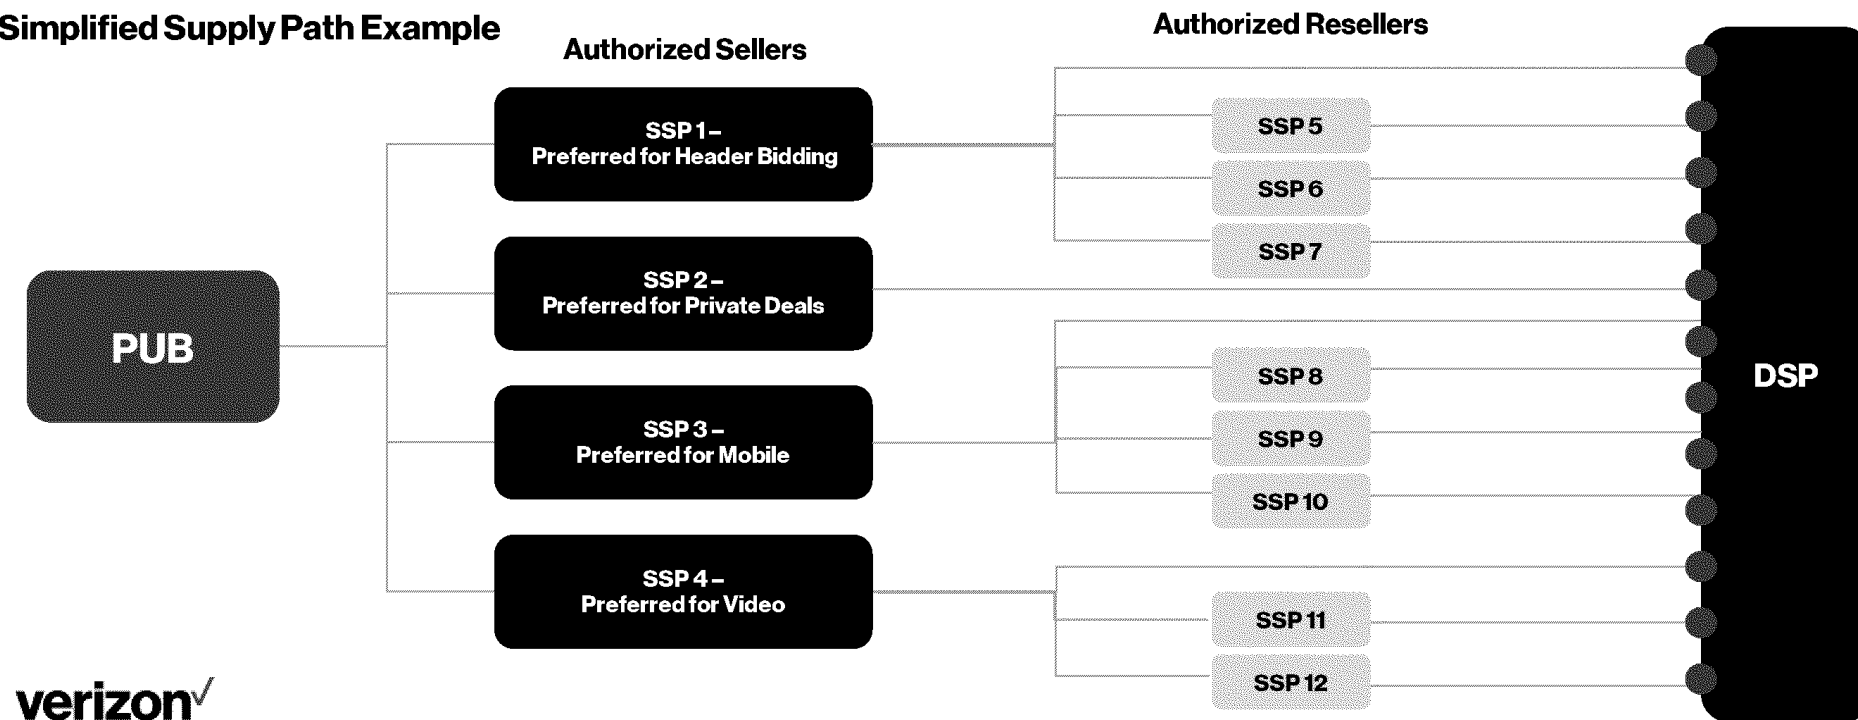 Simplified Supply Path Example
Authorized Sellers
Authorized Resellers
PUB
SSP 1 –
Preferred for Header Bidding
SSP 2 –
Preferred for Private Deals
SSP 3 –
Preferred for Mobile
SSP 4 –
Preferred for Video
SSP 5
SSP 6
SSP 7
SSP 8
SSP 9
SSP 10
SSP 11
SSP 12
DSP
verizon✓